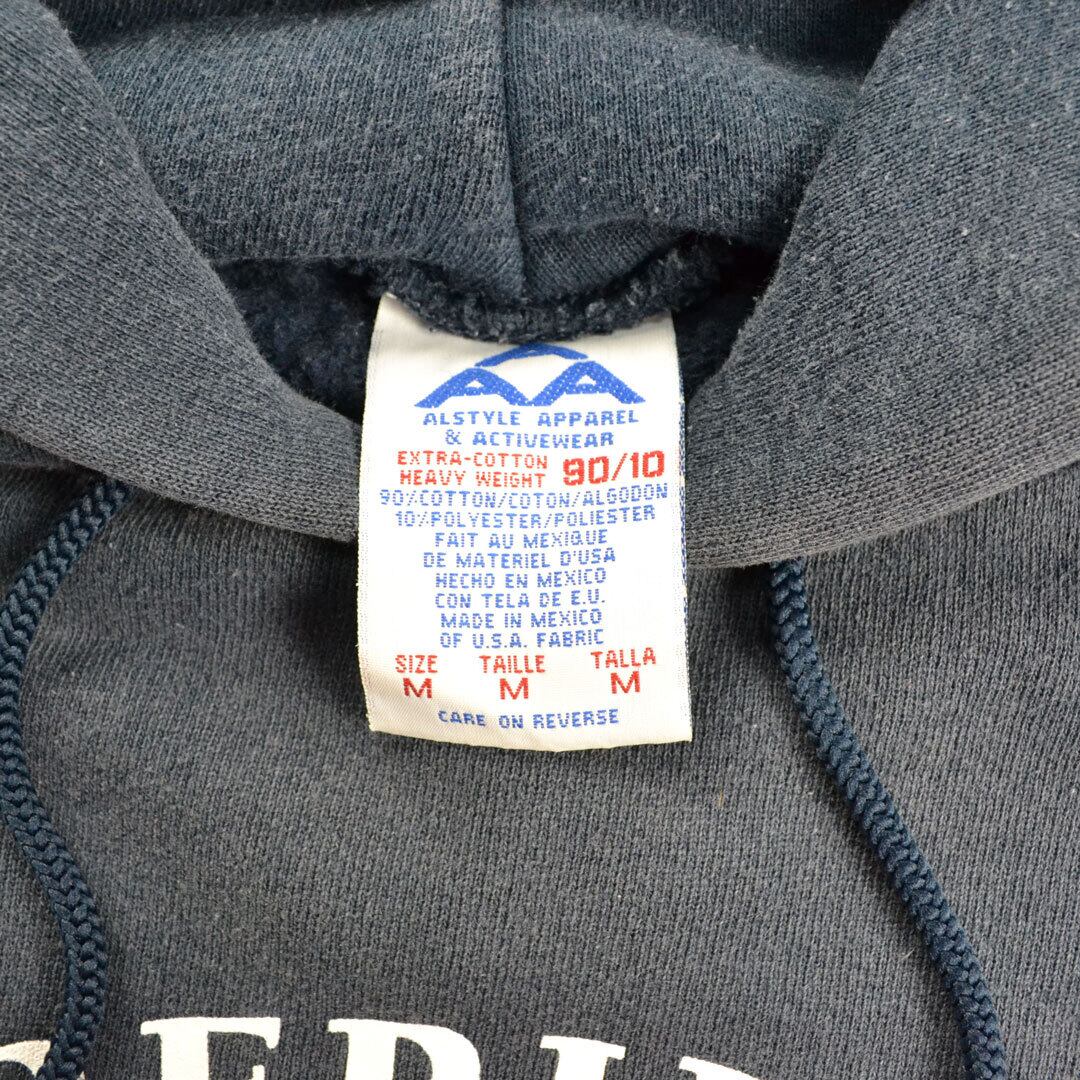 AAA
ALSTYLE APPAREL
& ACTIVEWEAR
EXTRA-COTTON
HEAVY WEIGHT 90/10
90%COTTON/COTON/ALGODON
10%POLYESTER/POLIESTER
FAIT AU MEXIQUE
DE MATERIEL D'USA
HECHO EN MEXICO
CON TELA DE E.U.
MADE IN MEXICO
OF U.S.A. FABRIC
SIZE TAILLE TALLA
M M M
CARE ON REVERSE